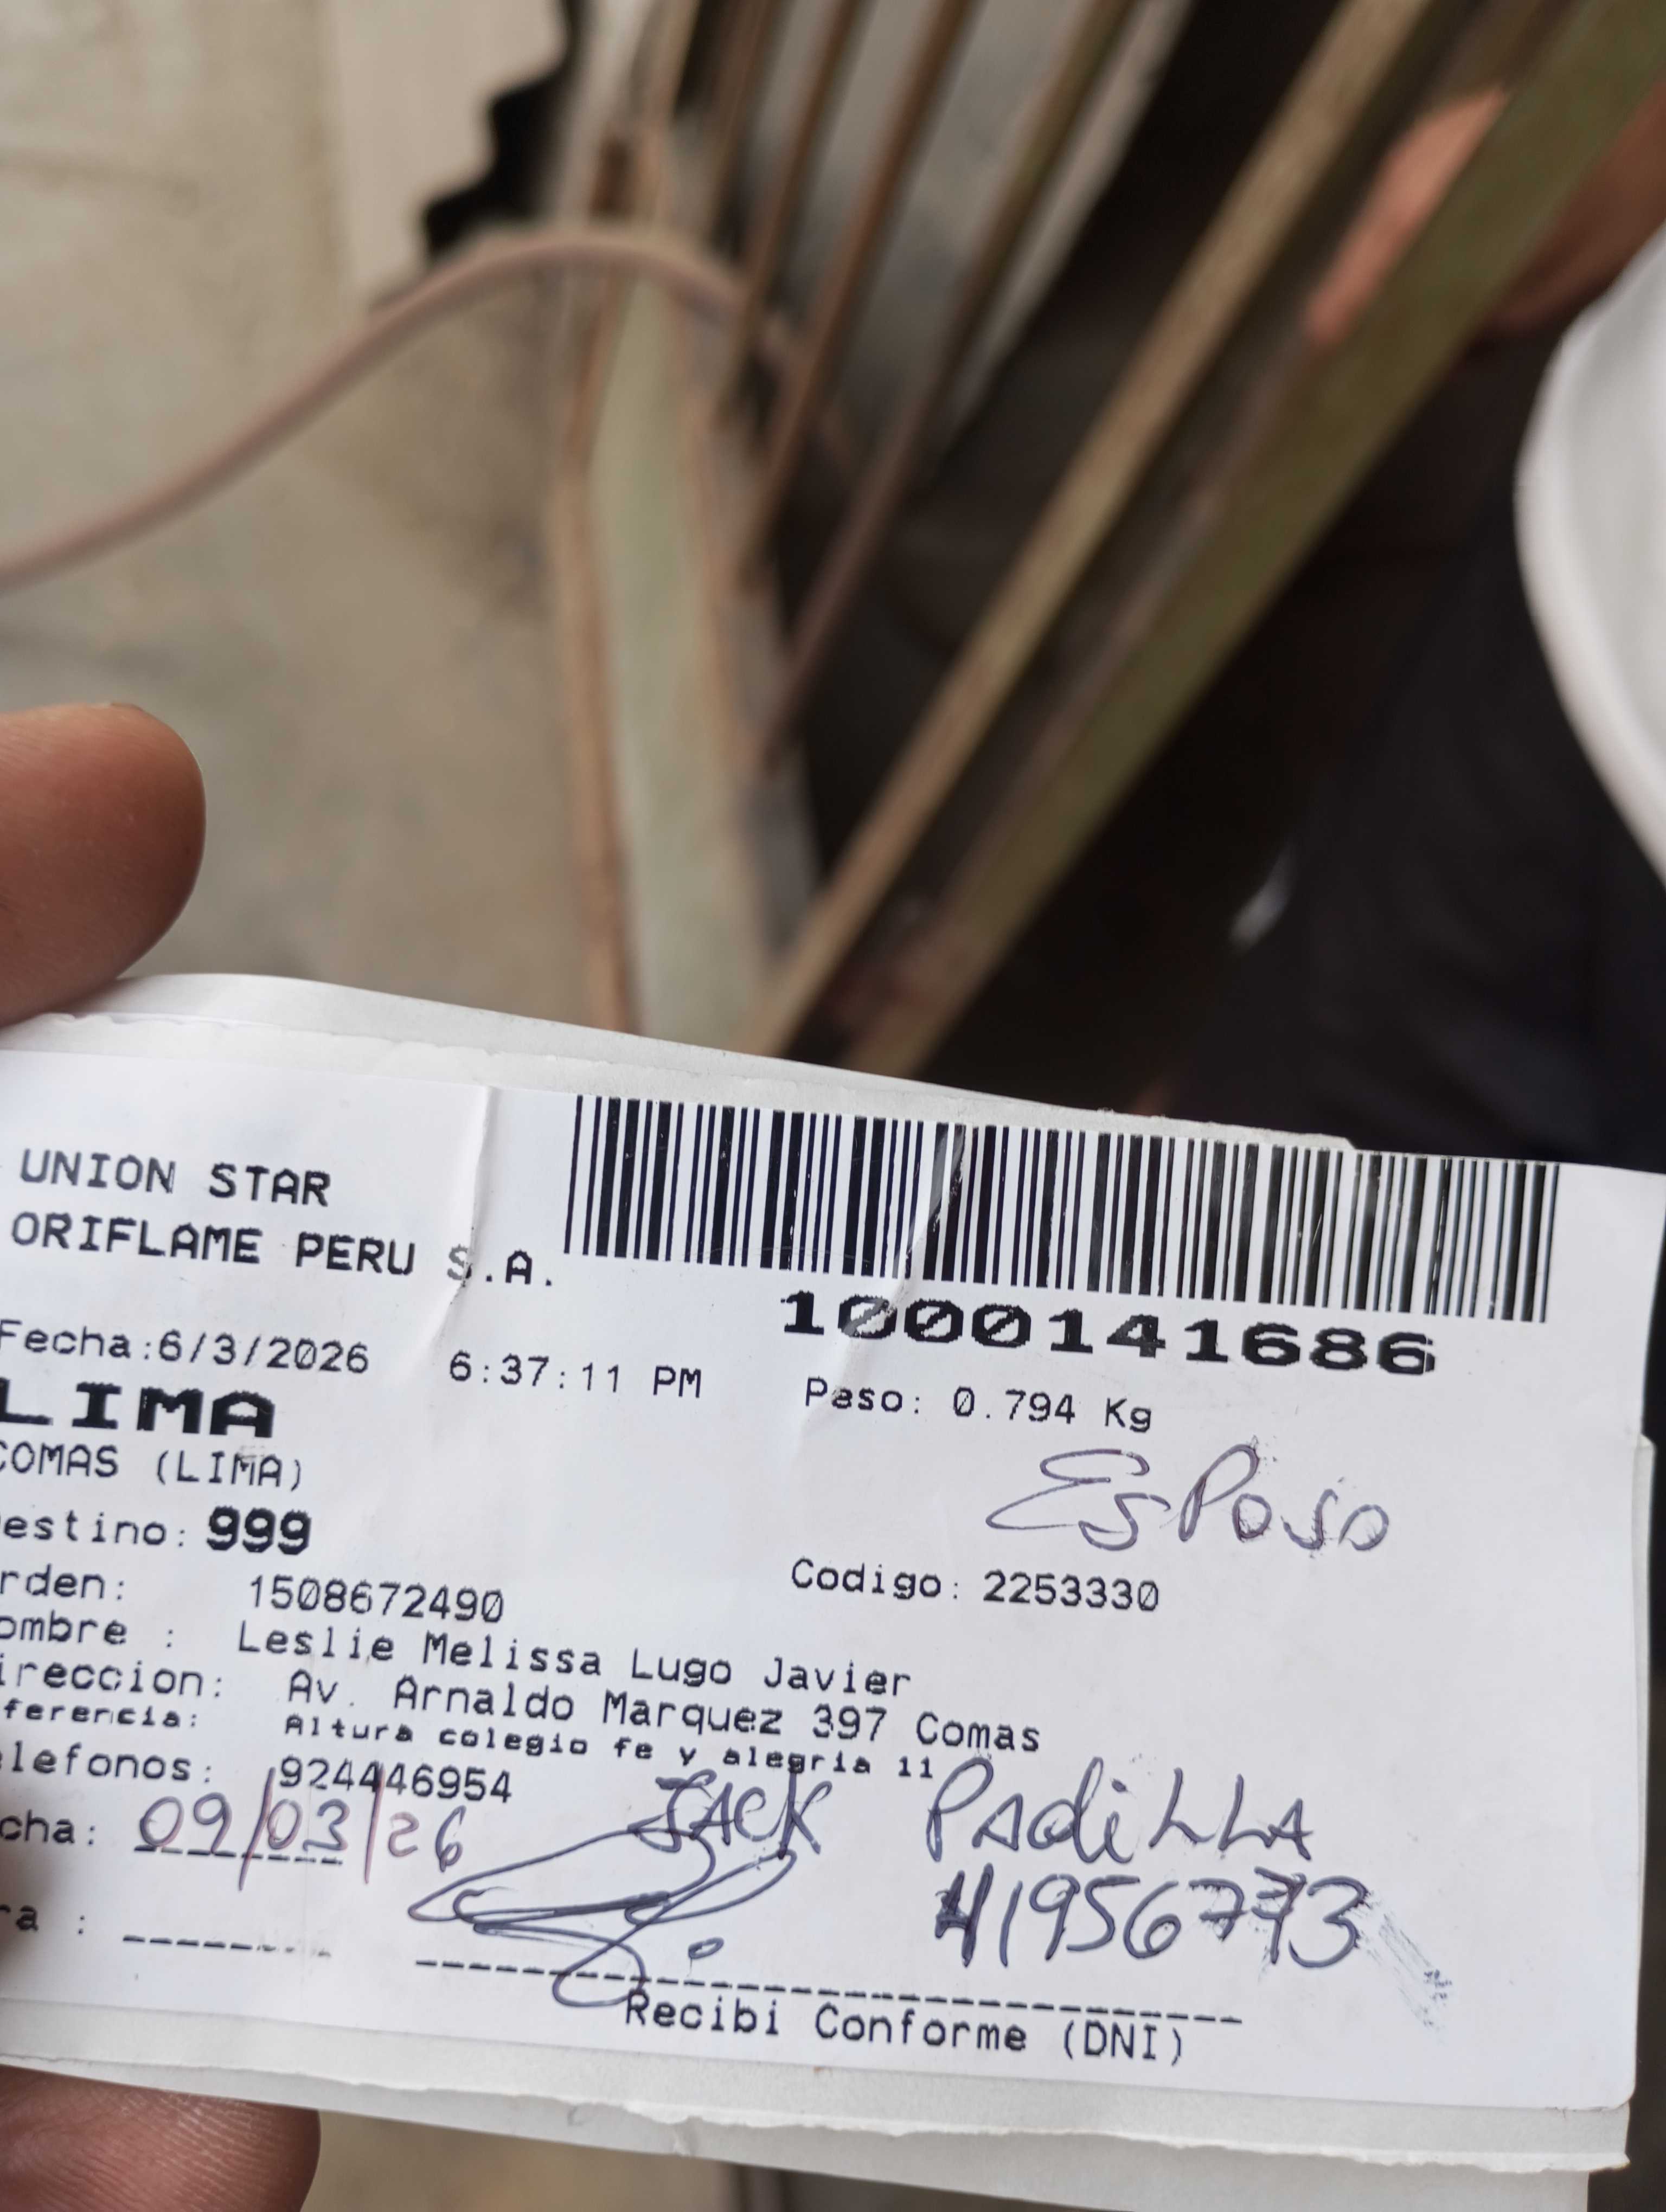 UNION STAR
ORIFLAME PERU S.A.
1000141686
Fecha:6/3/2026 6:37:11 PM Paso: 0.794 Kg
LIMA
COMAS (LIMA)
Esposo
estino: 999
rden: 1508672490 Codigo: 2253330
ombre : Leslie Melissa Lugo Javier
ireccion: Av. Arnaldo Marquez 397 Comas
ferencia: Altura colegio fe y alegria 11
lefonos: 924446954
JACK PAdiLLA
cha: 09/03/26
41956773
ra :
Recibi Conforme (DNI)